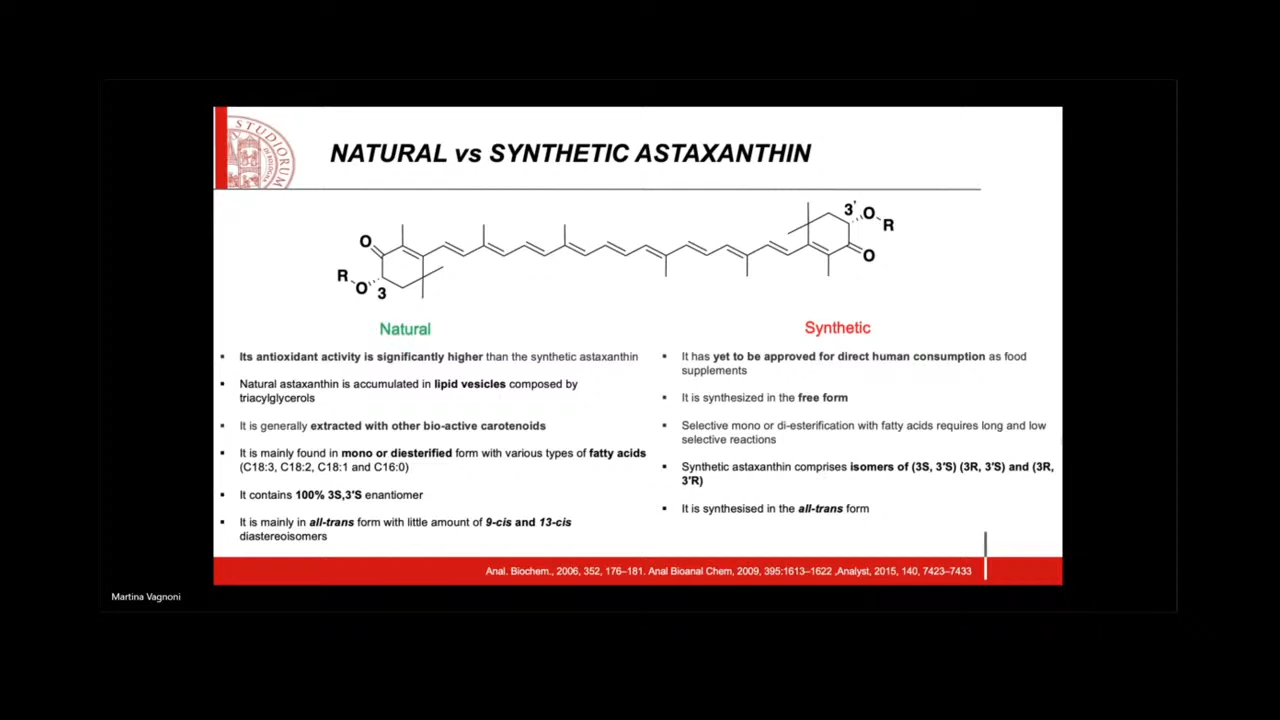 STUDIORUM
NATURAL vs SYNTHETIC ASTAXANTHIN
3'
O
R
O
O
R
O
3
Natural
▪ Its antioxidant activity is significantly higher than the synthetic astaxanthin
▪ Natural astaxanthin is accumulated in lipid vesicles composed by
triacylglycerols
▪ It is generally extracted with other bio-active carotenoids
▪ It is mainly found in mono or diesterified form with various types of fatty acids
(C18:3, C18:2, C18:1 and C16:0)
▪ It contains 100% 3S,3'S enantiomer
▪ It is mainly in all-trans form with little amount of 9-cis and 13-cis
diastereoisomers
Synthetic
▪ It has yet to be approved for direct human consumption as food
supplements
▪ It is synthesized in the free form
▪ Selective mono or di-esterification with fatty acids requires long and low
selective reactions
▪ Synthetic astaxanthin comprises isomers of (3S, 3'S) (3R, 3'S) and (3R,
3'R)
▪ It is synthesised in the all-trans form
Anal. Biochem., 2006, 352, 176–181. Anal Bioanal Chem, 2009, 395:1613–1622 ,Analyst, 2015, 140, 7423–7433
Martina Vagnoni